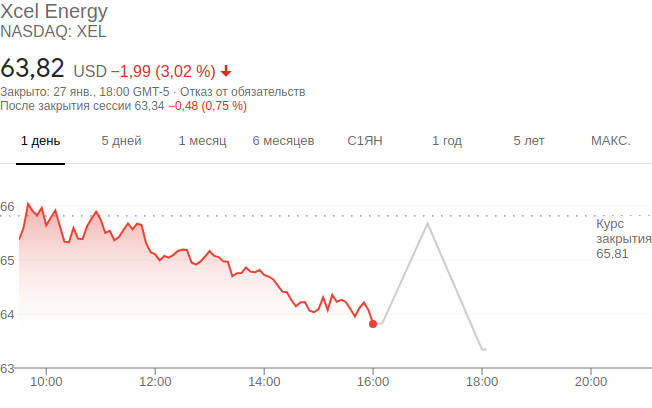 Xcel Energy
NASDAQ: XEL
63,82 USD −1,99 (3,02 %)
Закрыто: 27 янв., 18:00 GMT-5 · Отказ от обязательств
После закрытия сессии 63,34 −0,48 (0,75 %)
1 день 5 дней 1 месяц 6 месяцев С1ЯН 1 год 5 лет МАКС.
66
Курс
закрытия
65,81
65
64
63
10:00 12:00 14:00 16:00 18:00 20:00